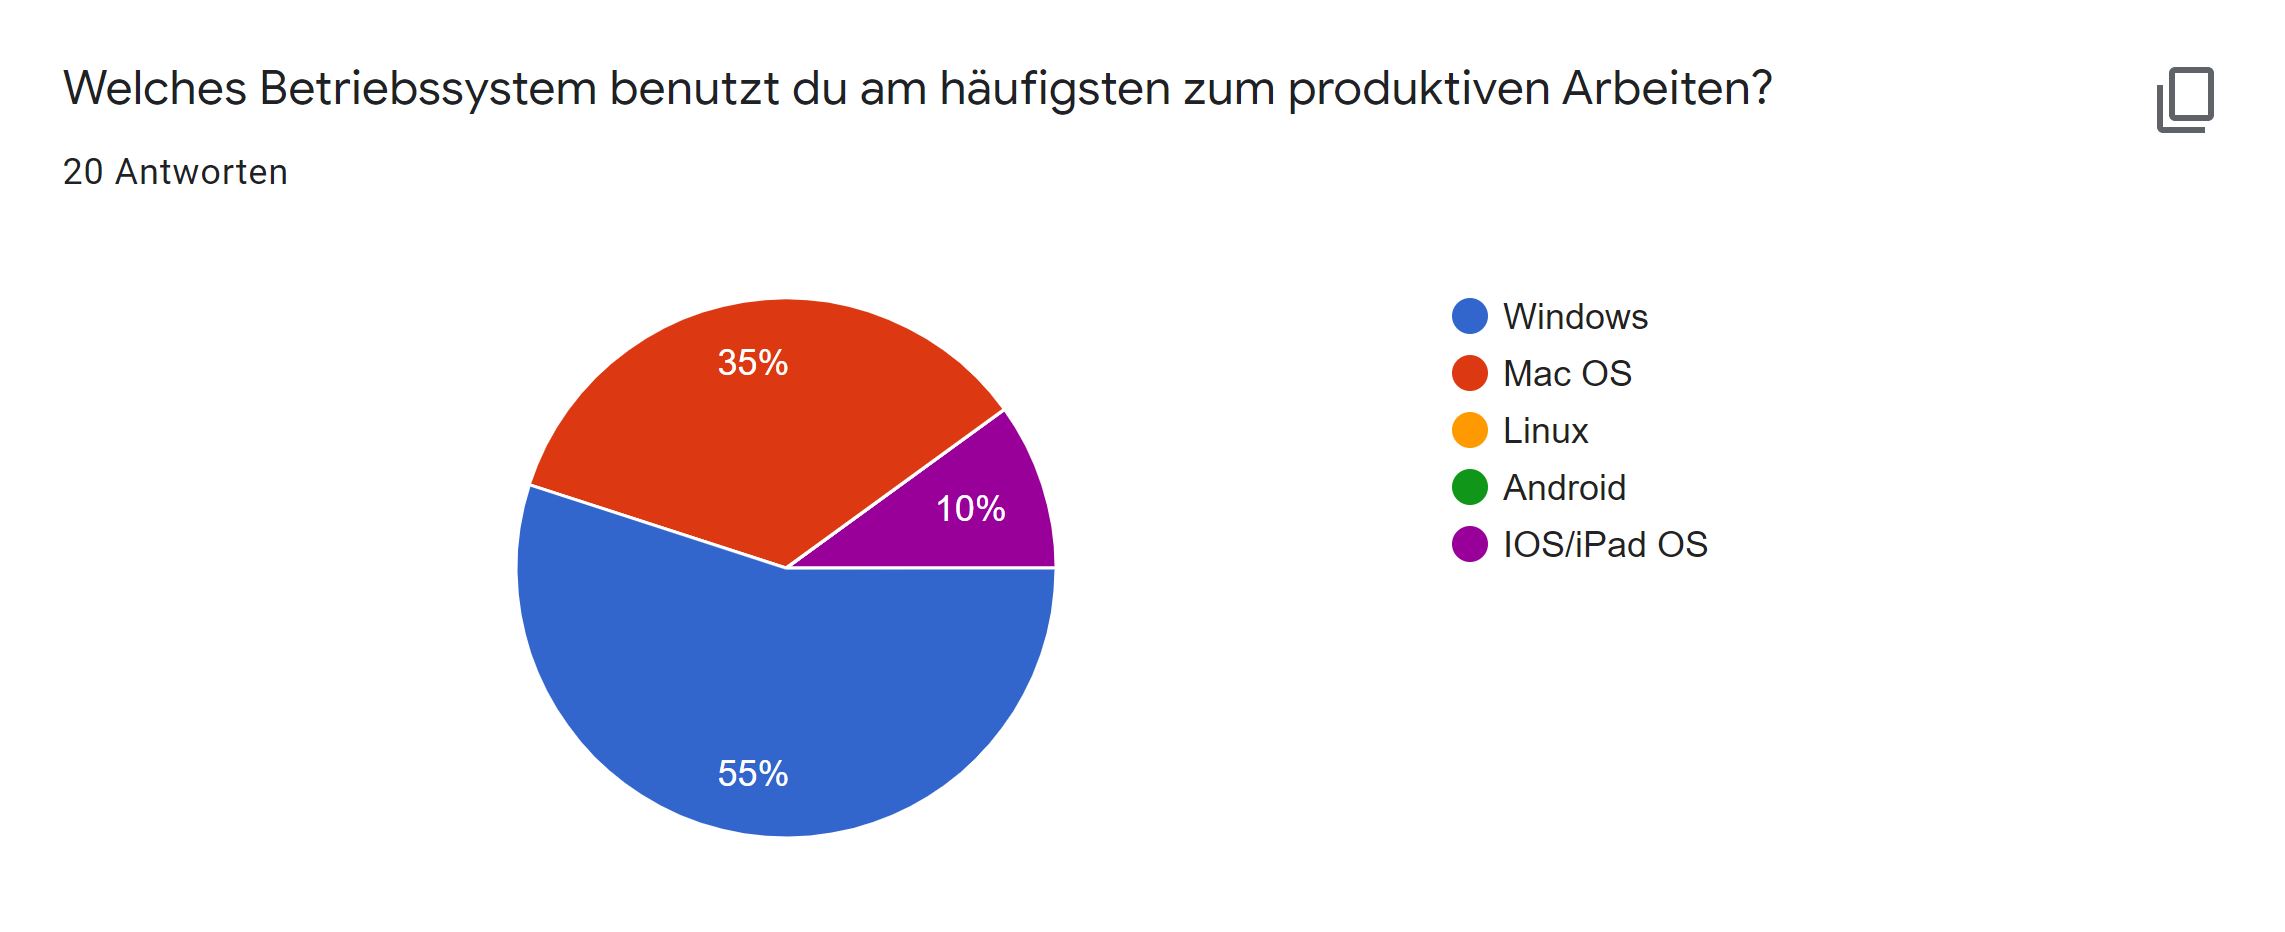 Welches Betriebssystem benutzt du am häufigsten zum produktiven Arbeiten?
20 Antworten
35%
10%
55%
Windows
Mac OS
Linux
Android
IOS/iPad OS